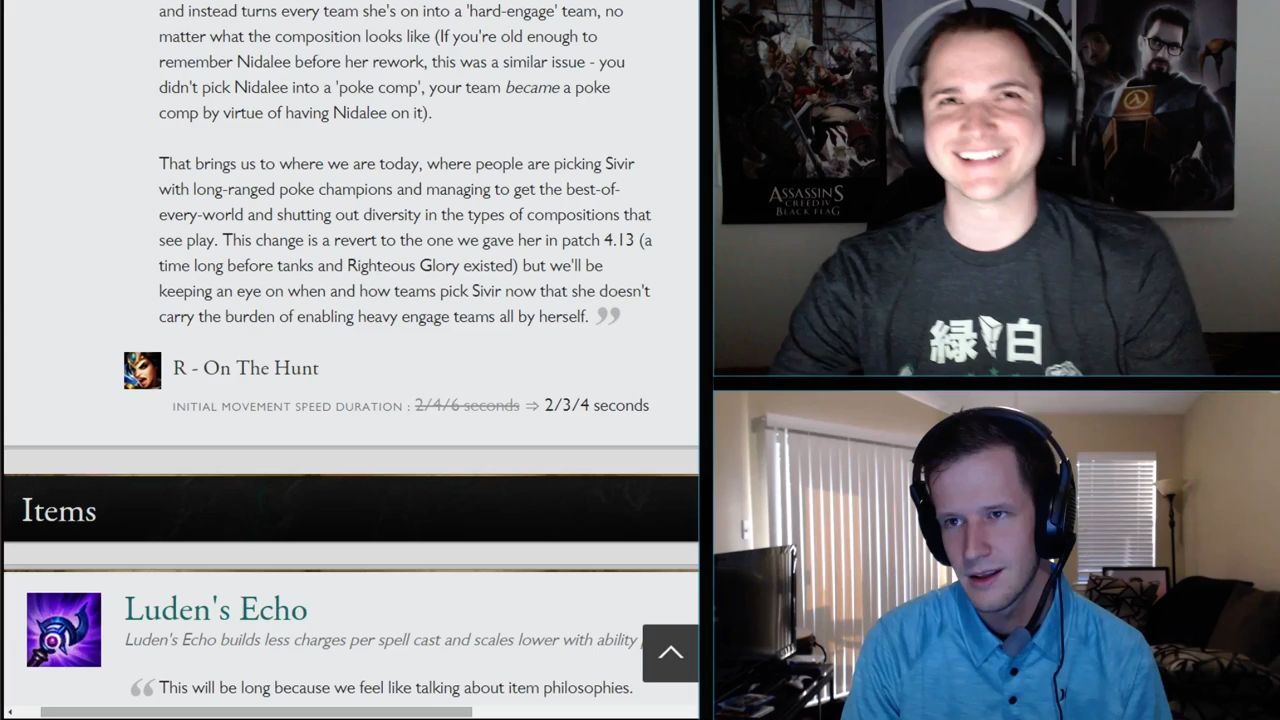 and instead turns every team she's on into a 'hard-engage' team, no
matter what the composition looks like (If you're old enough to
remember Nidalee before her rework, this was a similar issue - you
didn't pick Nidalee into a 'poke comp', your team became a poke
comp by virtue of having Nidalee on it).
That brings us to where we are today, where people are picking Sivir
with long-ranged poke champions and managing to get the best-of-
every-world and shutting out diversity in the types of compositions that
see play. This change is a revert to the one we gave her in patch 4.13 (a
time long before tanks and Righteous Glory existed) but we'll be
keeping an eye on when and how teams pick Sivir now that she doesn't
carry the burden of enabling heavy engage teams all by herself. ”
R - On The Hunt
INITIAL MOVEMENT SPEED DURATION : 2/4/6 seconds ⇒ 2/3/4 seconds
Items
Luden's Echo
Luden's Echo builds less charges per spell cast and scales lower with ability
“ This will be long because we feel like talking about item philosophies.
ASSASSIN'S
CREED IV
BLACK FLAG
緑 白